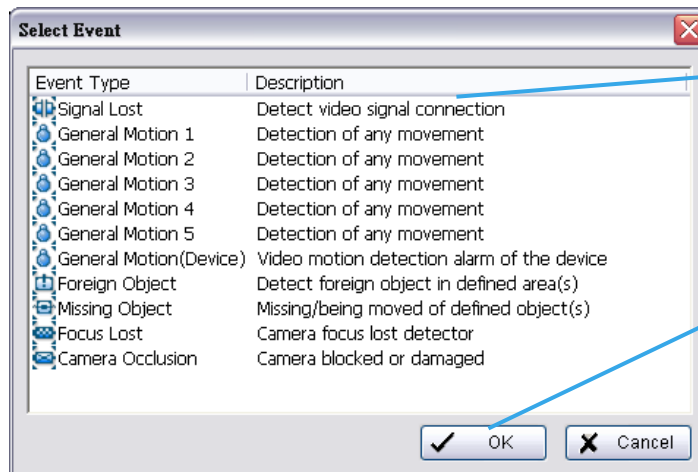 Select Event
Event Type Description
Signal Lost Detect video signal connection
General Motion 1 Detection of any movement
General Motion 2 Detection of any movement
General Motion 3 Detection of any movement
General Motion 4 Detection of any movement
General Motion 5 Detection of any movement
General Motion(Device) Video motion detection alarm of the device
Foreign Object Detect foreign object in defined area(s)
Missing Object Missing/being moved of defined object(s)
Focus Lost Camera focus lost detector
Camera Occlusion Camera blocked or damaged
OK Cancel